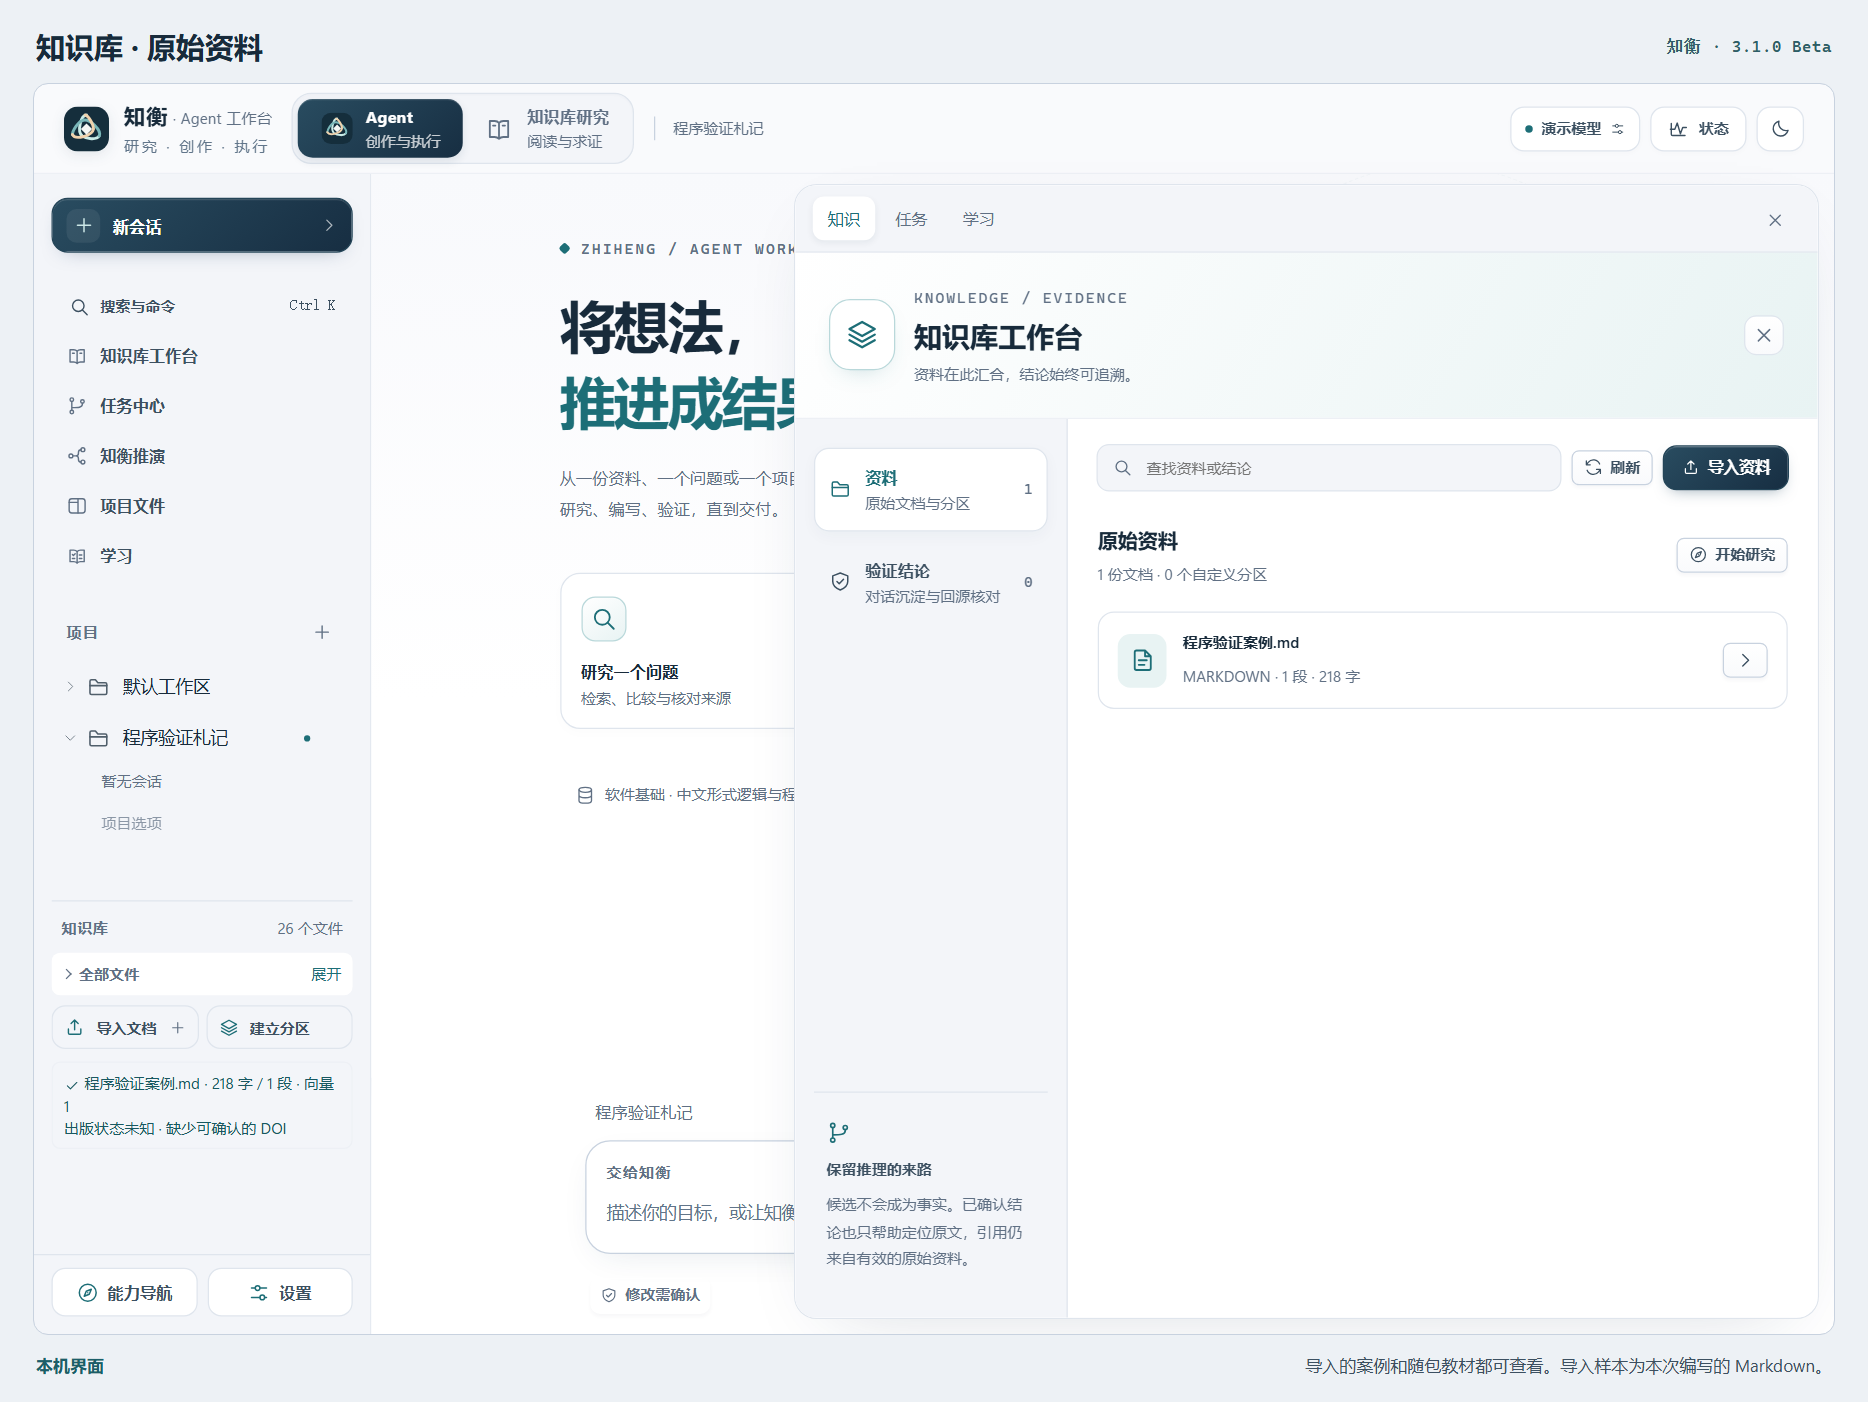 知识库 · 原始资料
知衡 · 3.1.0 Beta
知衡 · Agent 工作台
研究 · 创作 · 执行
Agent
创作与执行
知识库研究
阅读与求证
程序验证札记
演示模型
状态
新会话
搜索与命令 Ctrl K
知识库工作台
任务中心
知衡推演
项目文件
学习
项目
默认工作区
程序验证札记
暂无会话
项目选项
知识库 26 个文件
全部文件 展开
导入文档
建立分区
程序验证案例.md · 218 字 / 1 段 · 向量
1
出版状态未知 · 缺少可确认的 DOI
能力导航
设置
ZHIHENG / AGENT WORK
将想法，
推进成结果
从一份资料、一个问题或一个项目
研究、编写、验证，直到交付。
研究一个问题
检索、比较与核对来源
软件基础 · 中文形式逻辑与程
程序验证札记
交给知衡
描述你的目标，或让知衡
修改需确认
知识
任务
学习
KNOWLEDGE / EVIDENCE
知识库工作台
资料在此汇合，结论始终可追溯。
资料
原始文档与分区
1
验证结论
对话沉淀与回源核对
0
保留推理的来路
候选不会成为事实。已确认结
论也只帮助定位原文，引用仍
来自有效的原始资料。
查找资料或结论
刷新
导入资料
原始资料
1 份文档 · 0 个自定义分区
开始研究
程序验证案例.md
MARKDOWN · 1 段 · 218 字
本机界面
导入的案例和随包教材都可查看。导入样本为本次编写的 Markdown。